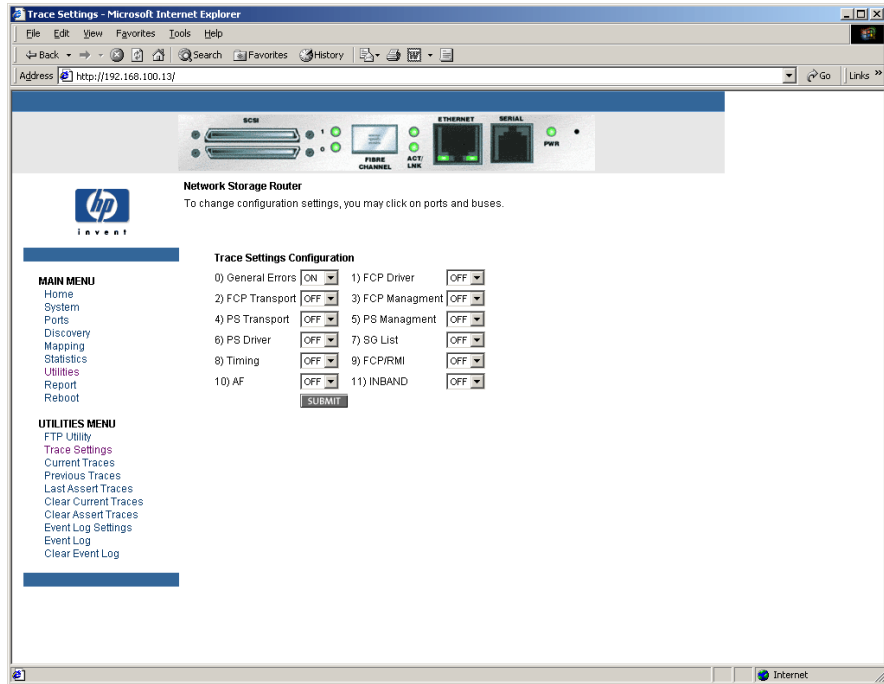 Trace Settings - Microsoft Internet Explorer
File Edit View Favorites Tools Help
Back Search Favorites History
Address http://192.168.100.13/ Go Links »
SCSI ETHERNET SERIAL
1
0
PWR
FIBRE CHANNEL ACT/ LNK
Network Storage Router
To change configuration settings, you may click on ports and buses.
hp
invent
Trace Settings Configuration
0) General Errors ON 1) FCP Driver OFF
2) FCP Transport OFF 3) FCP Managment OFF
4) PS Transport OFF 5) PS Managment OFF
6) PS Driver OFF 7) SG List OFF
8) Timing OFF 9) FCP/RMI OFF
10) AF OFF 11) INBAND OFF
SUBMIT
MAIN MENU
Home
System
Ports
Discovery
Mapping
Statistics
Utilities
Report
Reboot
UTILITIES MENU
FTP Utility
Trace Settings
Current Traces
Previous Traces
Last Assert Traces
Clear Current Traces
Clear Assert Traces
Event Log Settings
Event Log
Clear Event Log
Internet